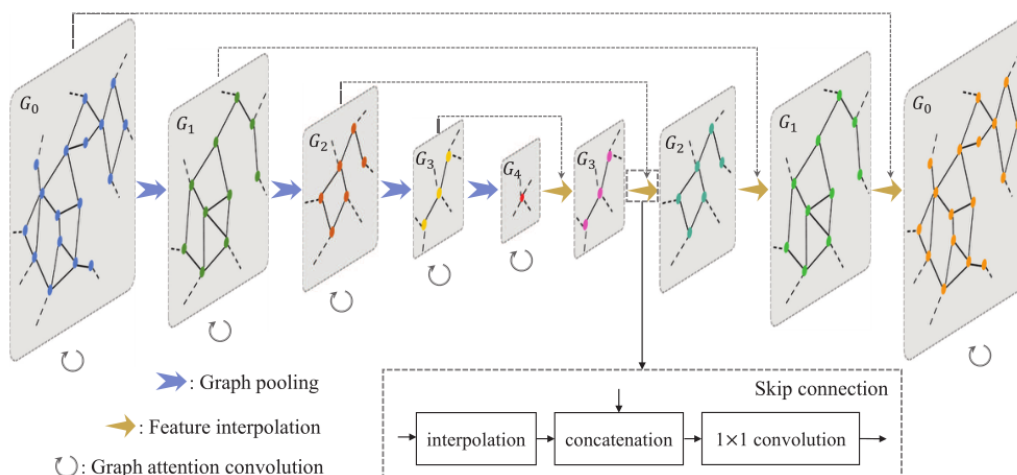 G₀
G₁
G₂
G₃
G₄
G₃
G₂
G₁
G₀
: Graph pooling
: Feature interpolation
: Graph attention convolution
Skip connection
interpolation
concatenation
1×1 convolution